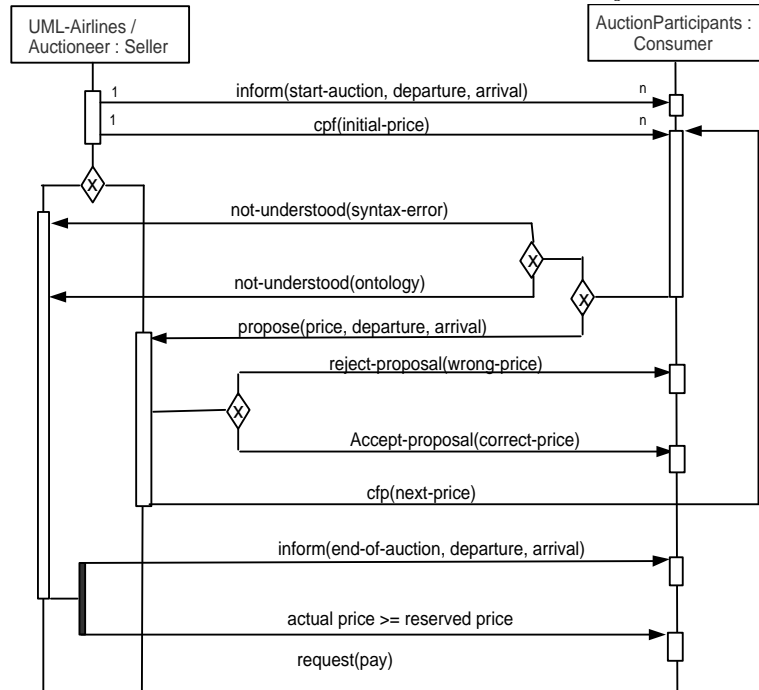 UML-Airlines /
Auctioneer : Seller
AuctionParticipants :
Consumer
1
inform(start-auction, departure, arrival)
n
1
cpf(initial-price)
n
X
not-understood(syntax-error)
X
not-understood(ontology)
X
propose(price, departure, arrival)
reject-proposal(wrong-price)
X
Accept-proposal(correct-price)
cfp(next-price)
inform(end-of-auction, departure, arrival)
actual price >= reserved price
request(pay)